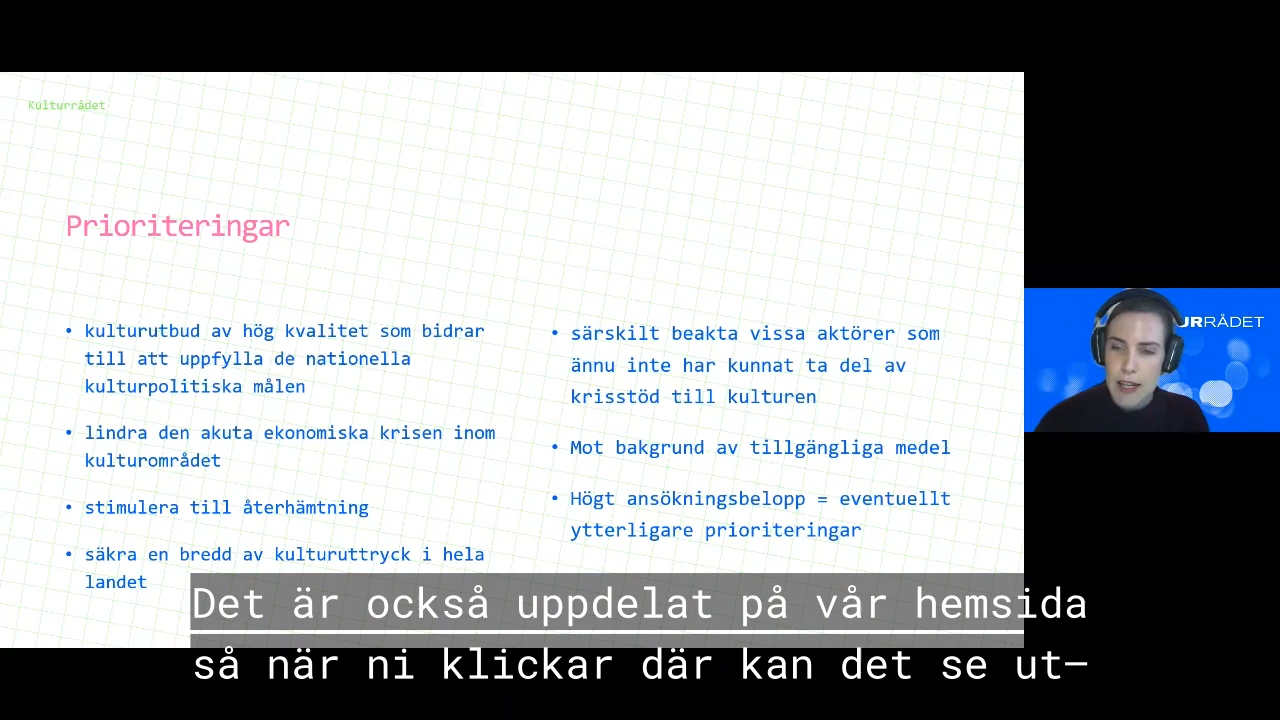 Kulturrådet
Prioriteringar
• kulturutbud av hög kvalitet som bidrar
till att uppfylla de nationella
kulturpolitiska målen
• lindra den akuta ekonomiska krisen inom
kulturområdet
• stimulera till återhämtning
• säkra en bredd av kulturuttryck i hela
landet
• särskilt beakta vissa aktörer som
ännu inte har kunnat ta del av
krisstöd till kulturen
• Mot bakgrund av tillgängliga medel
• Högt ansökningsbelopp = eventuellt
ytterligare prioriteringar
URRÅDET
Det är också uppdelat på vår hemsida
så när ni klickar där kan det se ut–